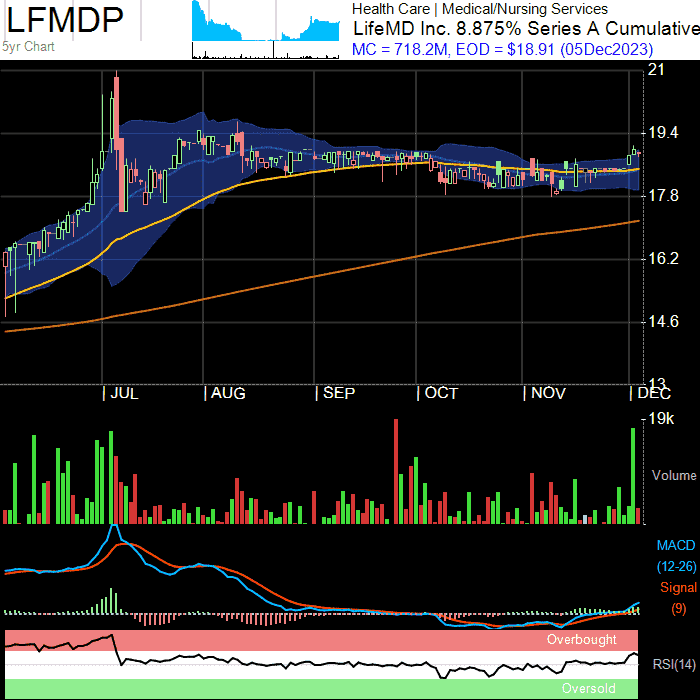 LFMDP
5yr Chart
Health Care | Medical/Nursing Services
LifeMD Inc. 8.875% Series A Cumulative
MC = 718.2M, EOD = $18.91 (05Dec2023)
21
19.4
17.8
16.2
14.6
13
JUL
AUG
SEP
OCT
NOV
DEC
19k
Volume
MACD
(12-26)
Signal
(9)
Overbought
RSI(14)
Oversold